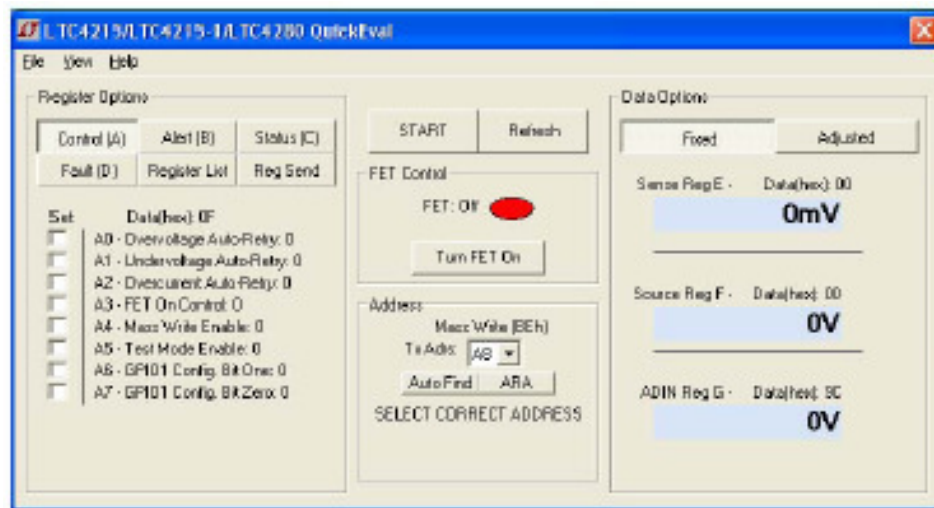 LTC4215/LTC4215-1/LTC4280 QuickEval
File View Help
Register Options
Control (A) Alert (B) Status (C)
Fault (D) Register List Reg Send
Set Data(hex): 0F
A0 - Overvoltage Auto-Retry: 0
A1 - Undervoltage Auto-Retry: 0
A2 - Overcurrent Auto-Retry: 0
A3 - FET On Control: 0
A4 - Mass Write Enable: 0
A5 - Test Mode Enable: 0
A6 - GPIO1 Config. Bit One: 0
A7 - GPIO1 Config. Bit Zero: 0
START Refresh
FET Control
FET: Off
Turn FET On
Address
Mass Write (BEh)
Tx Adrs: A8
Auto Find ARA
SELECT CORRECT ADDRESS
Data Options
Fixed Adjusted
Sense Reg E - Data(hex): 00
0mV
Source Reg F - Data(hex): 00
0V
ADIN Reg G - Data(hex): 9C
0V